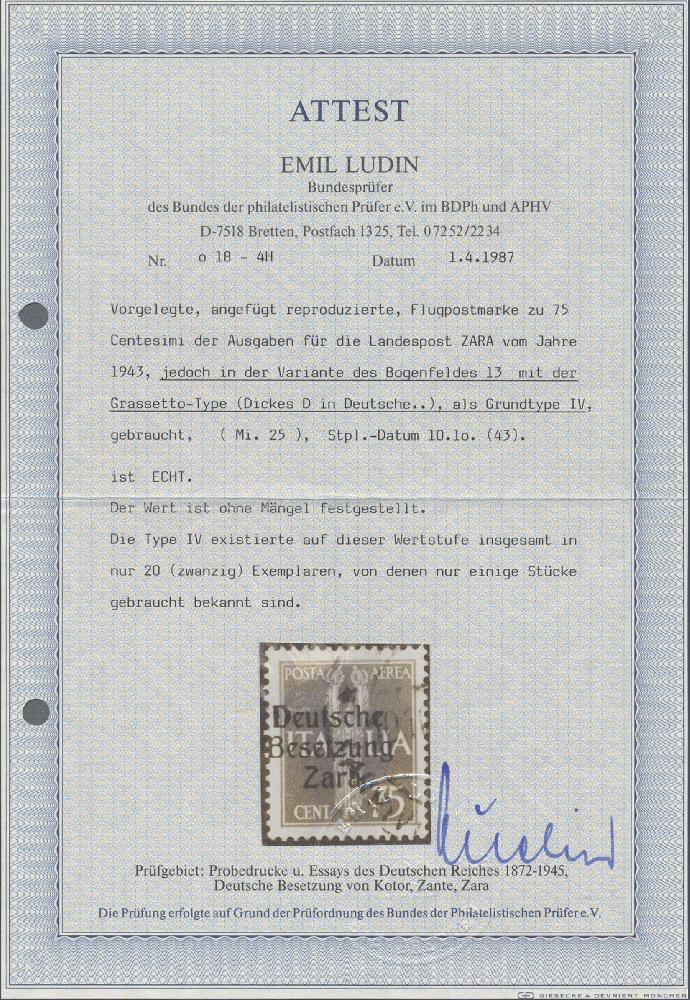 ATTEST
EMIL LUDIN
Bundesprüfer
des Bundes der philatelistischen Prüfer e.V. im BDPh und APHV
D-7518 Bretten, Postfach 1325, Tel. 07252/2234
Nr. o 18 - 4H Datum 1.4.1987
Vorgelegte, angefügt reproduzierte, Flugpostmarke zu 75
Centesimi der Ausgaben für die Landespost ZARA vom Jahre
1943, jedoch in der Variante des Bogenfeldes 13 mit der
Grassetto-Type (Dickes D in Deutsche..), als Grundtype IV,
gebraucht, ( Mi. 25 ), Stpl.-Datum 10.1o. (43).
ist ECHT.
Der Wert ist ohne Mängel festgestellt.
Die Type IV existierte auf dieser Wertstufe insgesamt in
nur 20 (zwanzig) Exemplaren, von denen nur einige Stücke
gebraucht bekannt sind.
POSTA AEREA
Deutsche
ITALIA
Besetzung
Zara
CENT 75
Prüfgebiet: Probedrucke u. Essays des Deutschen Reiches 1872-1945,
Deutsche Besetzung von Kotor, Zante, Zara
Die Prüfung erfolgte auf Grund der Prüfordnung des Bundes der Philatelistischen Prüfer e.V.
GIESECKE & DEVRIENT MÜNCHEN